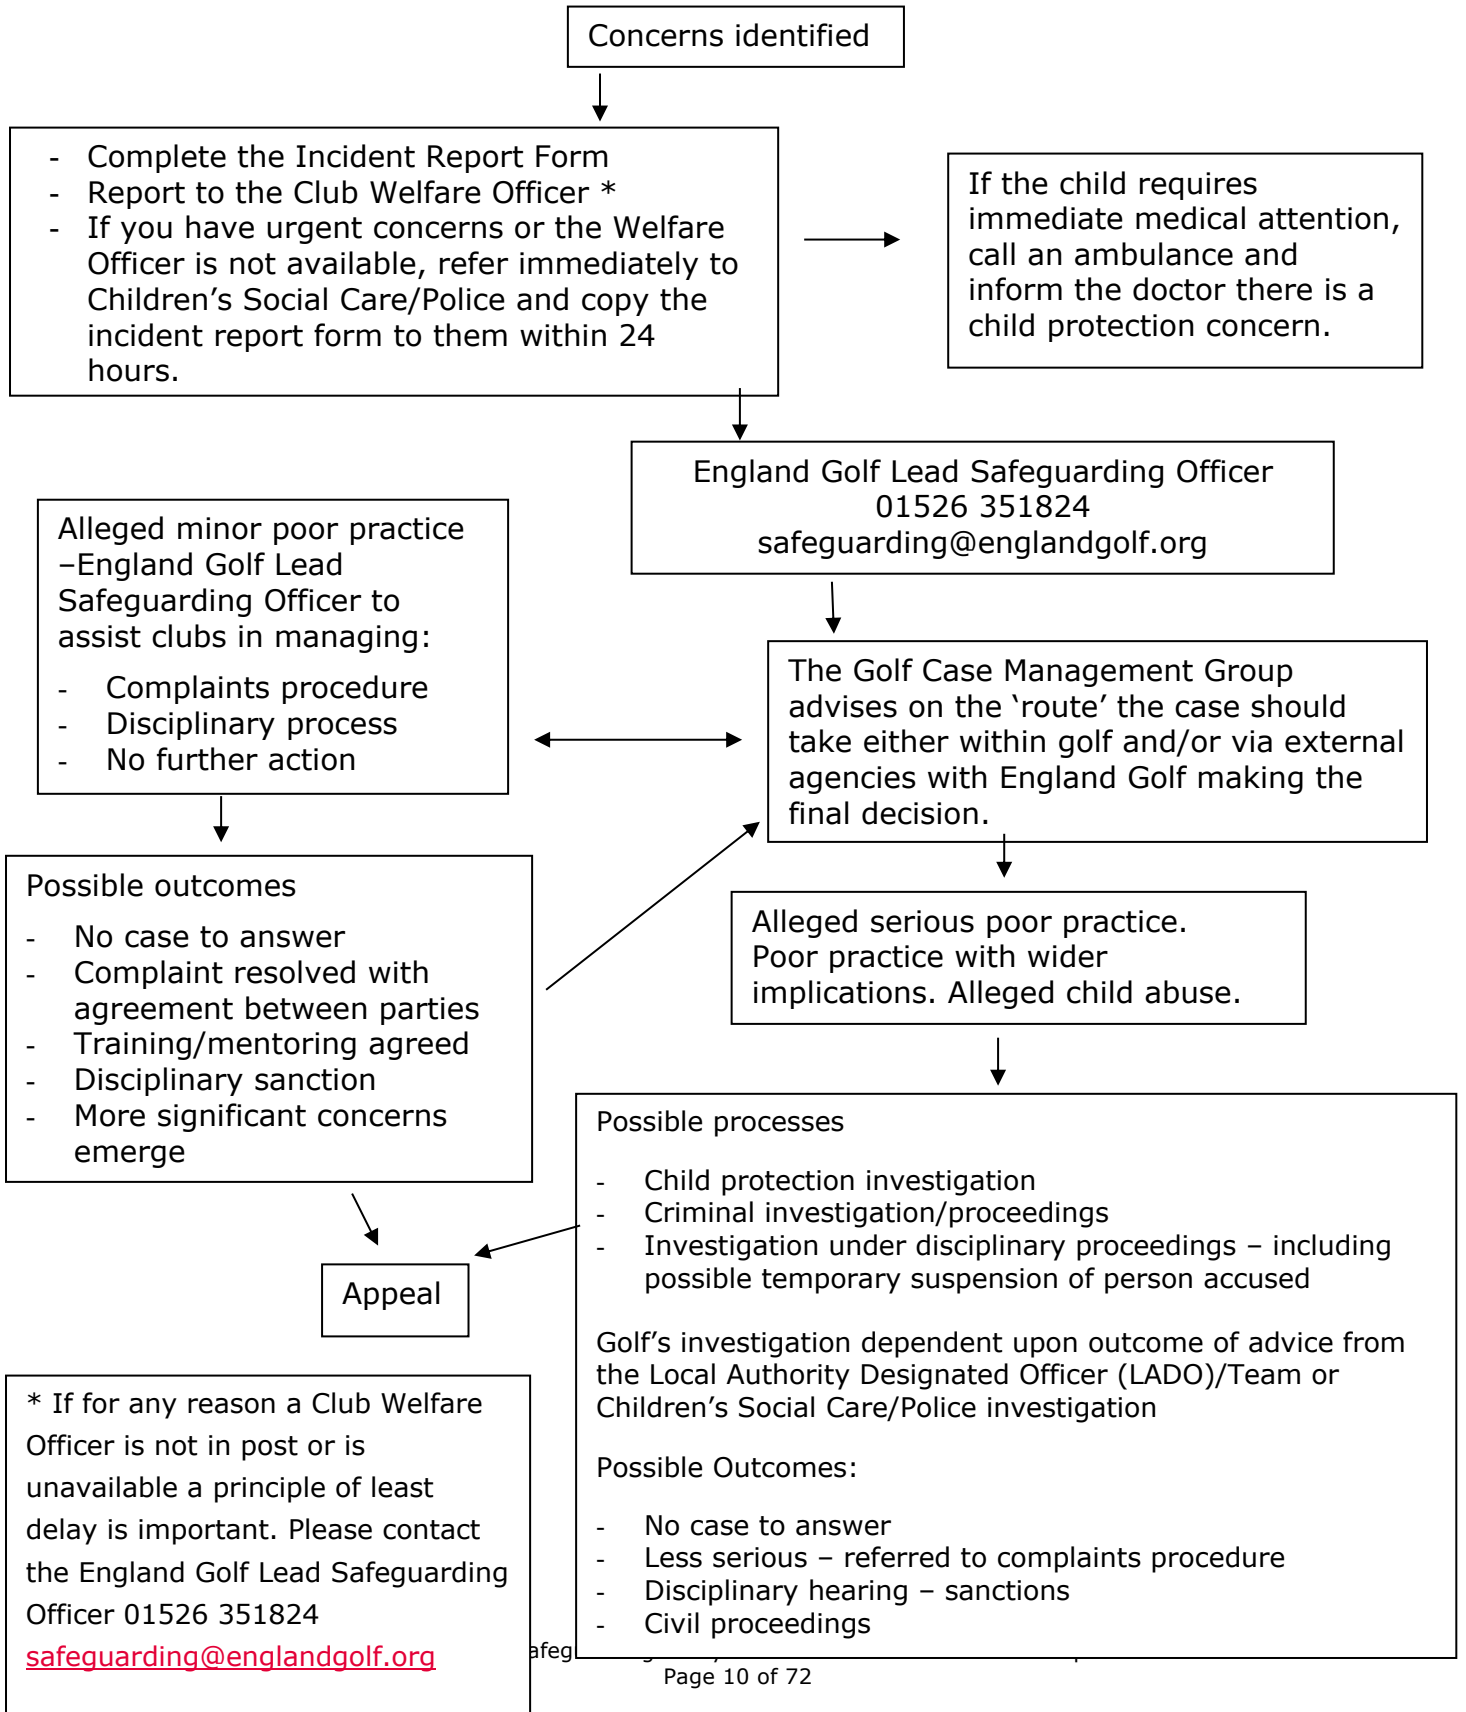 Concerns identified
- Complete the Incident Report Form
- Report to the Club Welfare Officer *
- If you have urgent concerns or the Welfare
Officer is not available, refer immediately to
Children’s Social Care/Police and copy the
incident report form to them within 24
hours.
If the child requires
immediate medical attention,
call an ambulance and
inform the doctor there is a
child protection concern.
England Golf Lead Safeguarding Officer
01526 351824
safeguarding@englandgolf.org
Alleged minor poor practice
–England Golf Lead
Safeguarding Officer to
assist clubs in managing:
- Complaints procedure
- Disciplinary process
- No further action
The Golf Case Management Group
advises on the ‘route’ the case should
take either within golf and/or via external
agencies with England Golf making the
final decision.
Possible outcomes
- No case to answer
- Complaint resolved with
agreement between parties
- Training/mentoring agreed
- Disciplinary sanction
- More significant concerns
emerge
Alleged serious poor practice.
Poor practice with wider
implications. Alleged child abuse.
Possible processes
- Child protection investigation
- Criminal investigation/proceedings
- Investigation under disciplinary proceedings – including
possible temporary suspension of person accused
Golf’s investigation dependent upon outcome of advice from
the Local Authority Designated Officer (LADO)/Team or
Children’s Social Care/Police investigation
Possible Outcomes:
- No case to answer
- Less serious – referred to complaints procedure
- Disciplinary hearing – sanctions
- Civil proceedings
Appeal
* If for any reason a Club Welfare
Officer is not in post or is
unavailable a principle of least
delay is important. Please contact
the England Golf Lead Safeguarding
Officer 01526 351824
safeguarding@englandgolf.org
Page 10 of 72